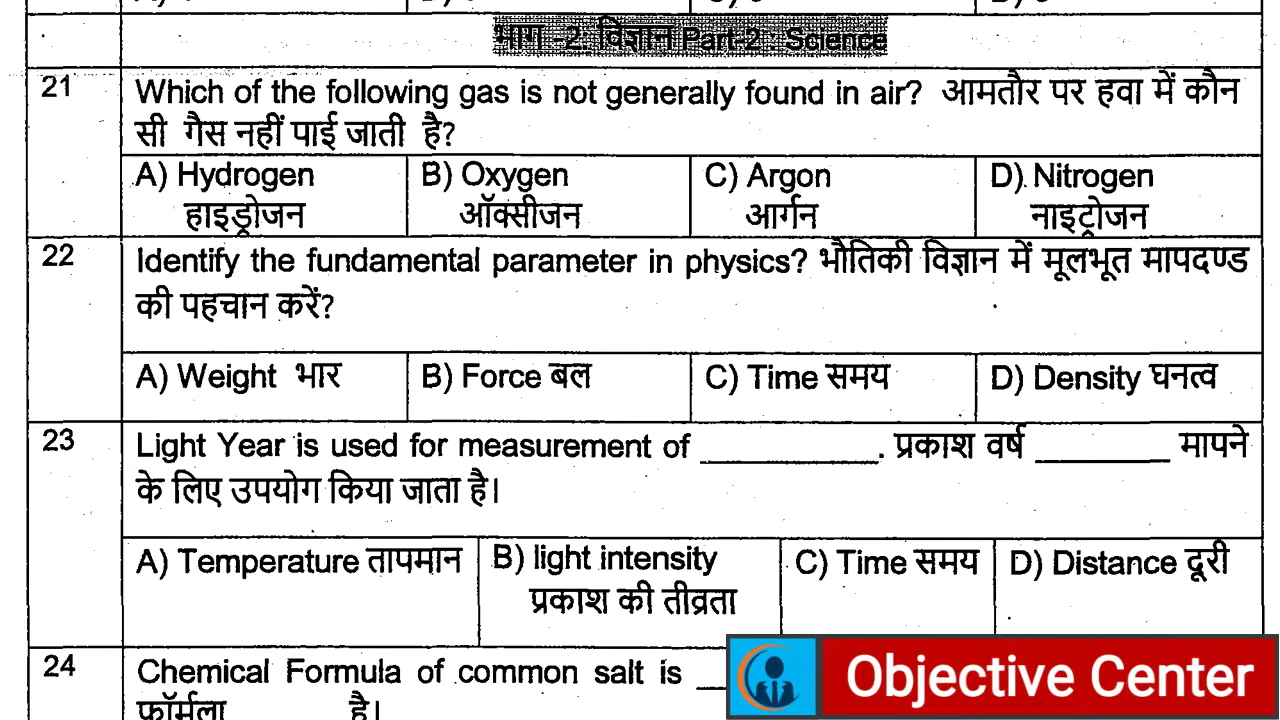 भाग -2 विज्ञान Part-2 : Science
21 Which of the following gas is not generally found in air? आमतौर पर हवा में कौन
सी गैस नहीं पाई जाती है?
A) Hydrogen B) Oxygen C) Argon D) Nitrogen
हाइड्रोजन ऑक्सीजन आर्गन नाइट्रोजन
22 Identify the fundamental parameter in physics? भौतिकी विज्ञान में मूलभूत मापदण्ड
की पहचान करें?
A) Weight भार B) Force बल C) Time समय D) Density घनत्व
23 Light Year is used for measurement of ___________. प्रकाश वर्ष ________ मापने
के लिए उपयोग किया जाता है।
A) Temperature तापमान B) light intensity C) Time समय D) Distance दूरी
प्रकाश की तीव्रता
24 Chemical Formula of common salt is __
फॉर्मूला _______ है।
Objective Center